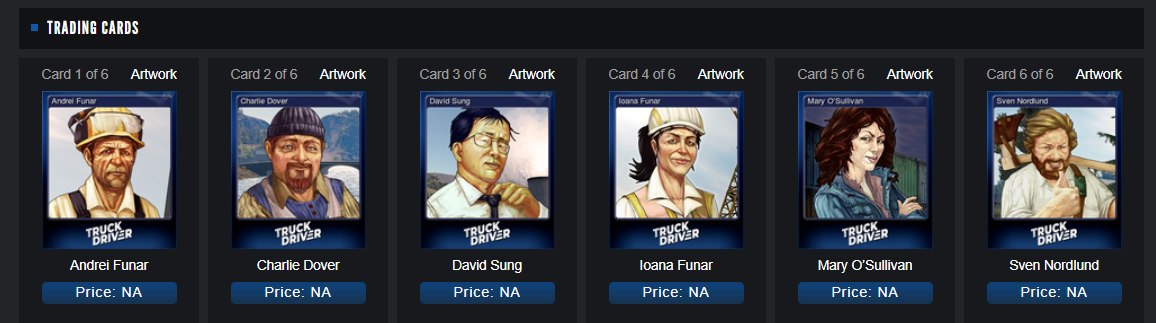 TRADING CARDS
Card 1 of 6 Artwork
Andrei Funar
TRUCK
DRIVER
Andrei Funar
Price: NA
Card 2 of 6 Artwork
Charlie Dover
TRUCK
DRIVER
Charlie Dover
Price: NA
Card 3 of 6 Artwork
David Sung
TRUCK
DRIVER
David Sung
Price: NA
Card 4 of 6 Artwork
Ioana Funar
TRUCK
DRIVER
Ioana Funar
Price: NA
Card 5 of 6 Artwork
Mary O'Sullivan
TRUCK
DRIVER
Mary O'Sullivan
Price: NA
Card 6 of 6 Artwork
Sven Nordlund
TRUCK
DRIVER
Sven Nordlund
Price: NA